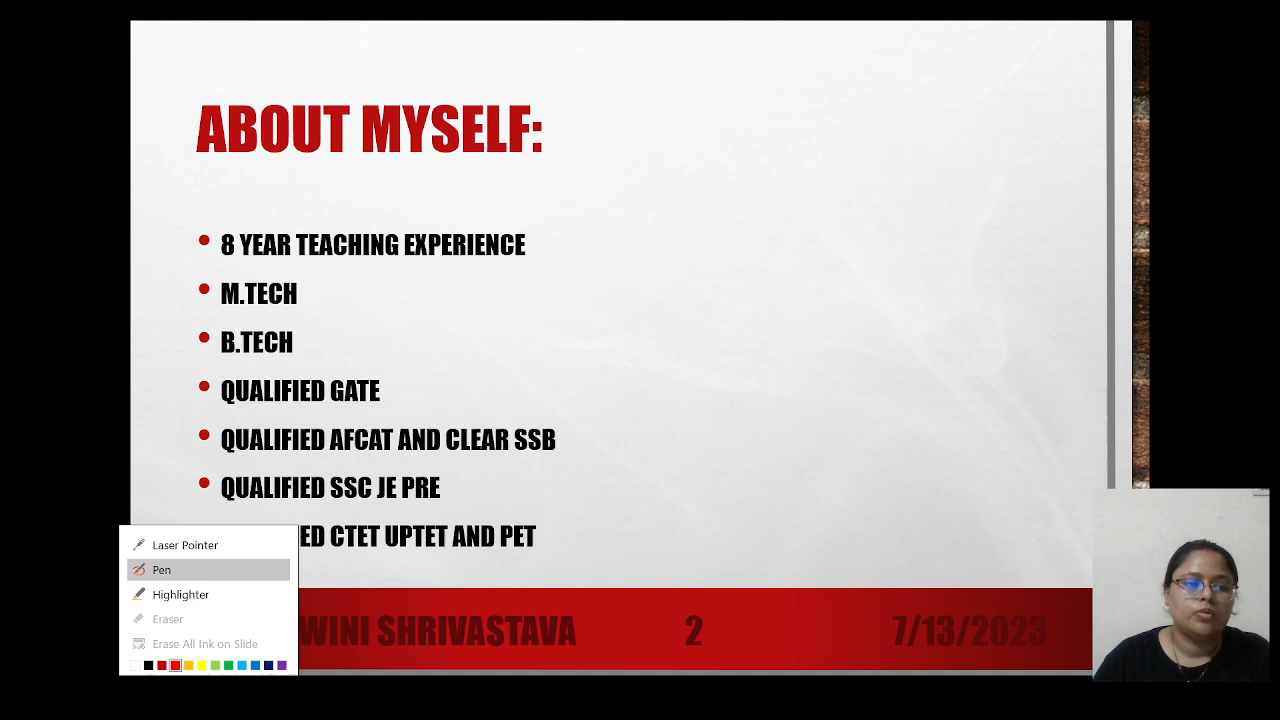 ABOUT MYSELF:
• 8 YEAR TEACHING EXPERIENCE
• M.TECH
• B.TECH
• QUALIFIED GATE
• QUALIFIED AFCAT AND CLEAR SSB
• QUALIFIED SSC JE PRE
ED CTET UPTET AND PET
Laser Pointer
Pen
Highlighter
Eraser
Erase All Ink on Slide
WINI SHRIVASTAVA 2 7/13/2023